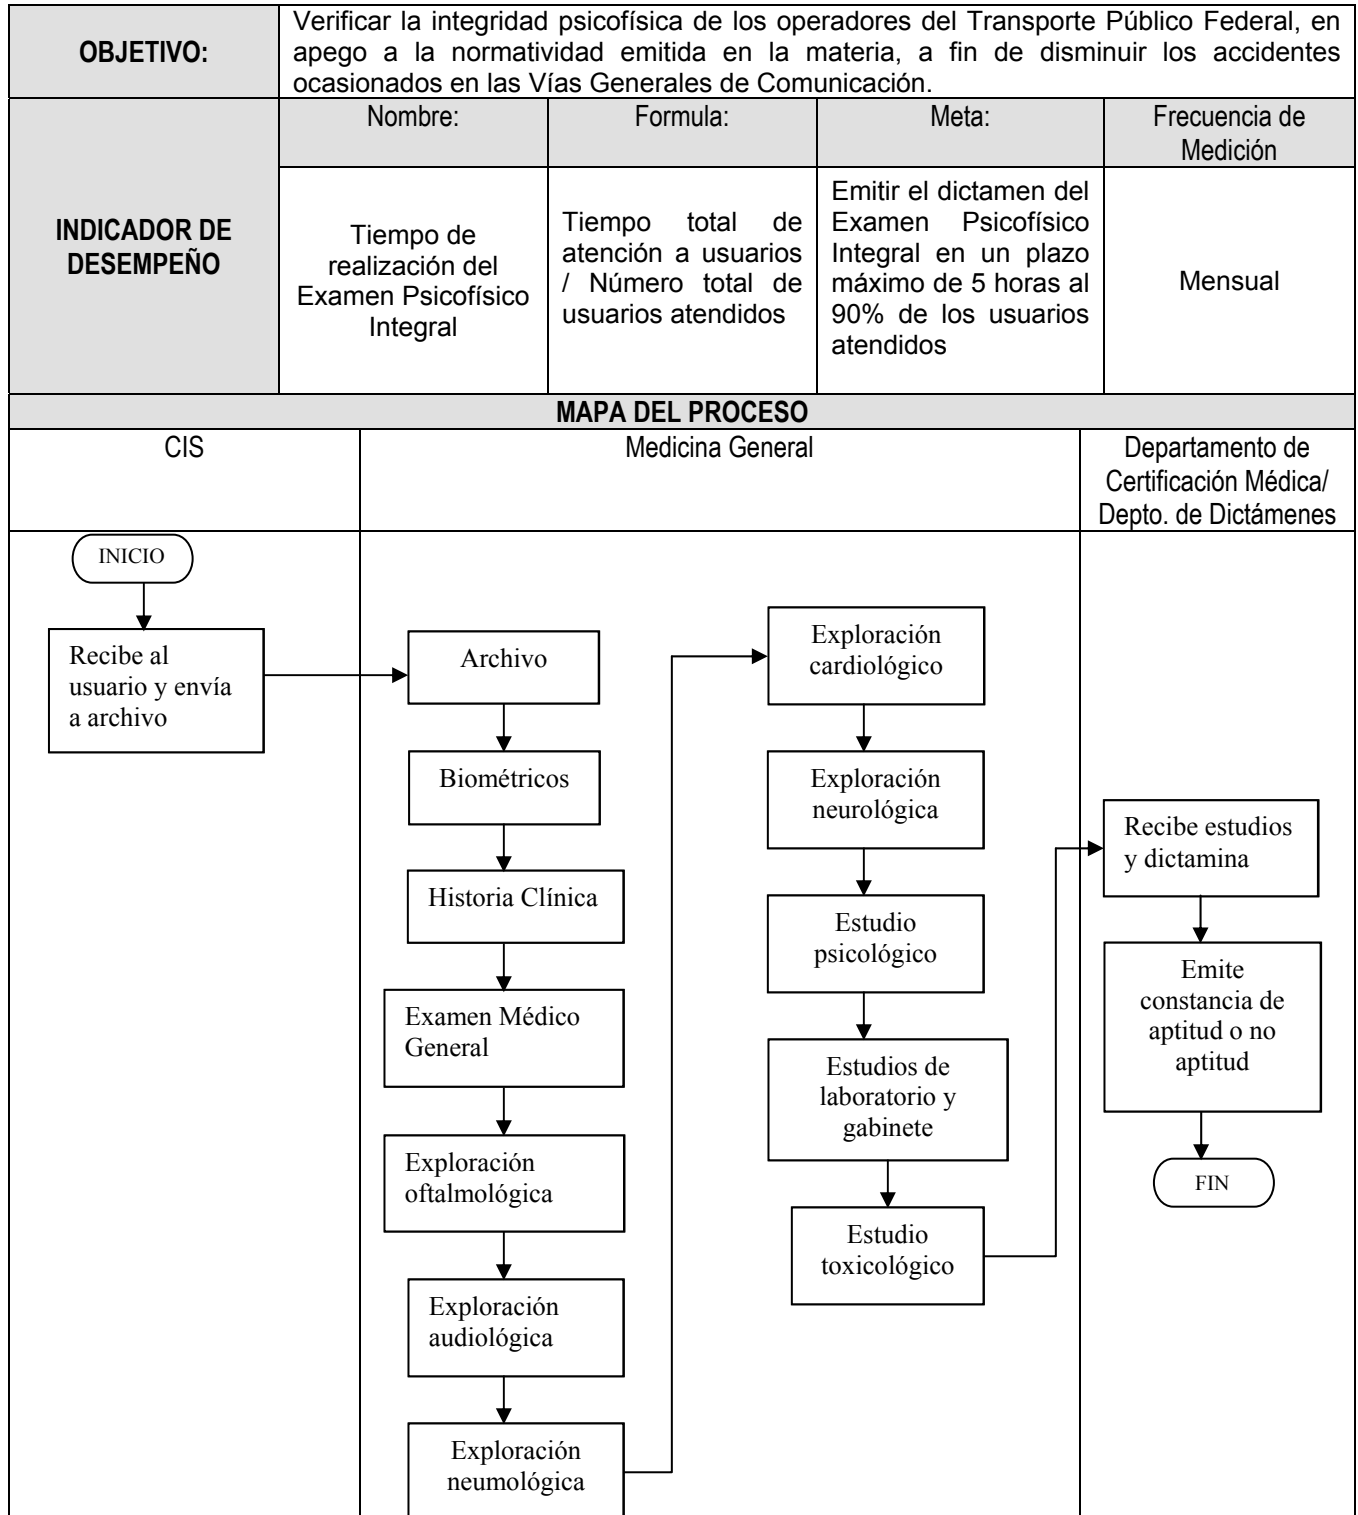 OBJETIVO:
Verificar la integridad psicofísica de los operadores del Transporte Público Federal, en
apego a la normatividad emitida en la materia, a fin de disminuir los accidentes
ocasionados en las Vías Generales de Comunicación.
INDICADOR DE
DESEMPEÑO
Nombre:
Formula:
Meta:
Frecuencia de
Medición
Tiempo de
realización del
Examen Psicofísico
Integral
Tiempo total de
atención a usuarios
/ Número total de
usuarios atendidos
Emitir el dictamen del
Examen Psicofísico
Integral en un plazo
máximo de 5 horas al
90% de los usuarios
atendidos
Mensual
MAPA DEL PROCESO
CIS
Medicina General
Departamento de
Certificación Médica/
Depto. de Dictámenes
INICIO
Recibe al
usuario y envía
a archivo
Archivo
Biométricos
Historia Clínica
Examen Médico
General
Exploración
oftalmológica
Exploración
audiológica
Exploración
neumológica
Exploración
cardiológico
Exploración
neurológica
Estudio
psicológico
Estudios de
laboratorio y
gabinete
Estudio
toxicológico
Recibe estudios
y dictamina
Emite
constancia de
aptitud o no
aptitud
FIN